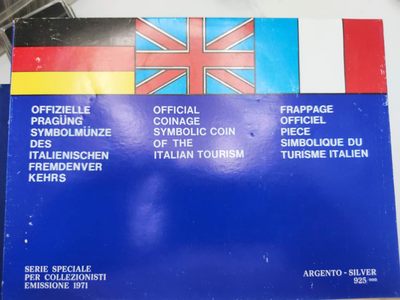 OFFIZIELLE
PRAGÜNG
SYMBOLMÜNZE
DES
ITALIENISCHEN
FREMDENVER
KEHRS
OFFICIAL
COINAGE
SYMBOLIC COIN
OF THE
ITALIAN TOURISM
FRAPPAGE
OFFICIEL
PIECE
SIMBOLIQUE DU
TURISME ITALIEN
SERIE SPECIALE
PER COLLEZIONISTI
EMISSIONE 1971
ARGENTO - SILVER
925 °°°